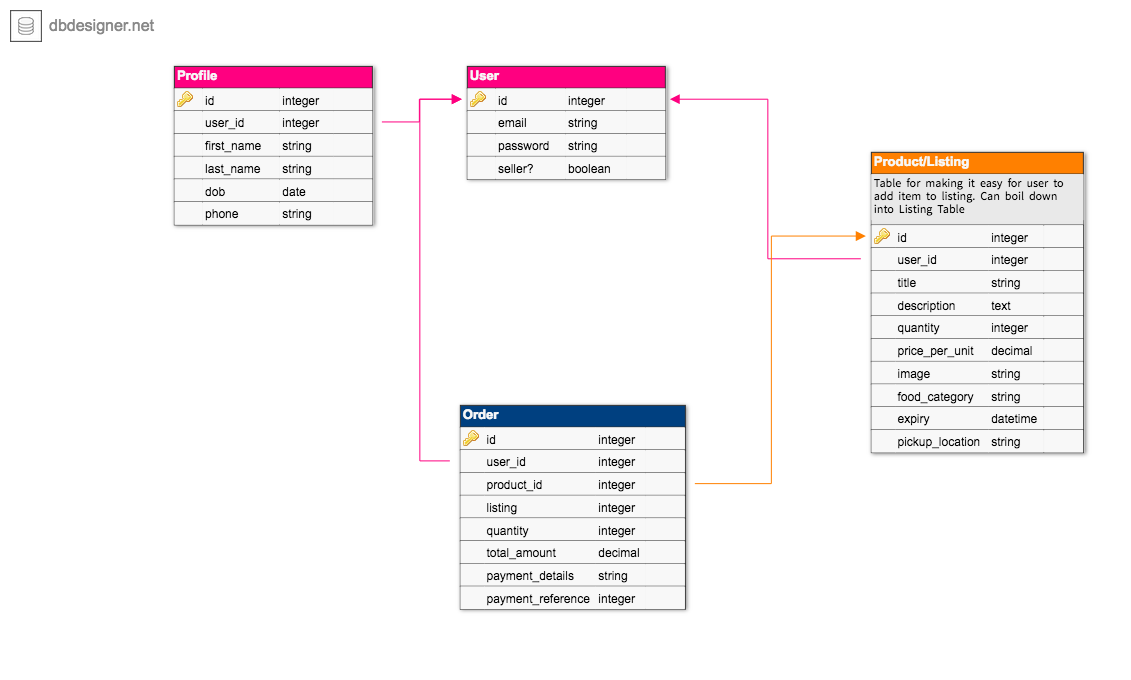 dbdesigner.net
Profile
id integer
user_id integer
first_name string
last_name string
dob date
phone string
User
id integer
email string
password string
seller? boolean
Product/Listing
Table for making it easy for user to
add item to listing. Can boil down
into Listing Table
id integer
user_id integer
title string
description text
quantity integer
price_per_unit decimal
image string
food_category string
expiry datetime
pickup_location string
Order
id integer
user_id integer
product_id integer
listing integer
quantity integer
total_amount decimal
payment_details string
payment_reference integer